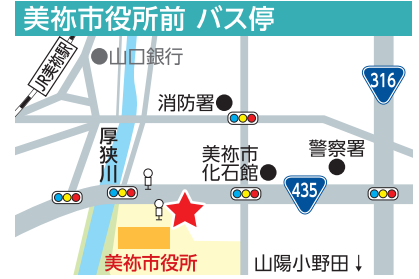 美祢市役所前 バス停
JR美祢駅
山口銀行
316
消防署
厚狭川
美祢市
化石館
警察署
435
美祢市役所
山陽小野田↓